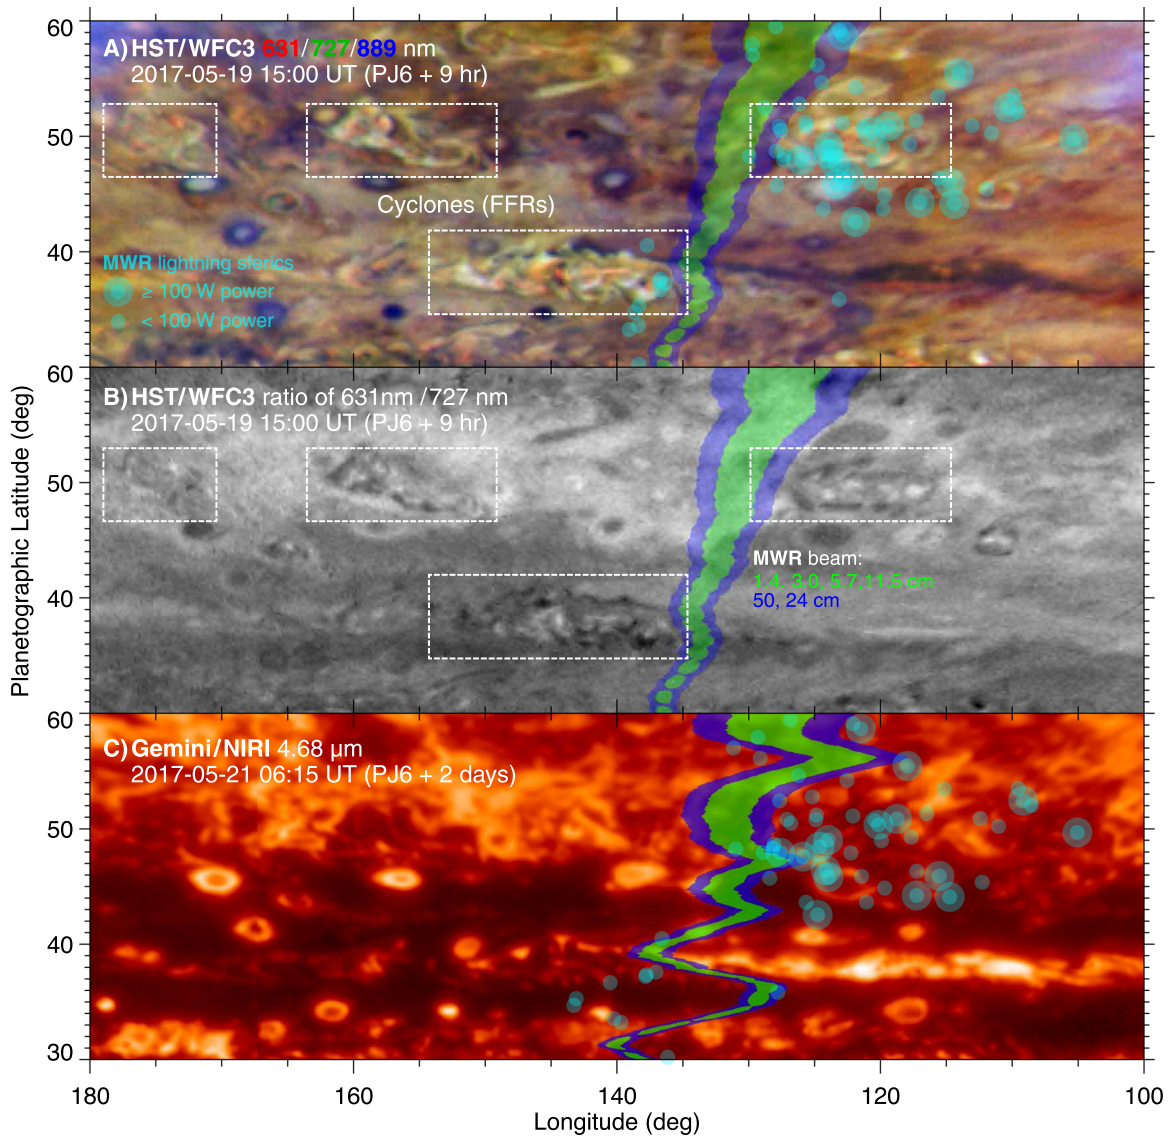 60
A) HST/WFC3 631/727/889 nm
2017-05-19 15:00 UT (PJ6 + 9 hr)
50
Cyclones (FFRs)
40
MWR lightning sferics
≥ 100 W power
< 100 W power
60
B) HST/WFC3 ratio of 631nm /727 nm
2017-05-19 15:00 UT (PJ6 + 9 hr)
50
MWR beam:
1.4, 3.0, 5.7,11.5 cm
50, 24 cm
40
Planetographic Latitude (deg)
60
C) Gemini/NIRI 4.68 µm
2017-05-21 06:15 UT (PJ6 + 2 days)
50
40
30
180 160 140 120 100
Longitude (deg)